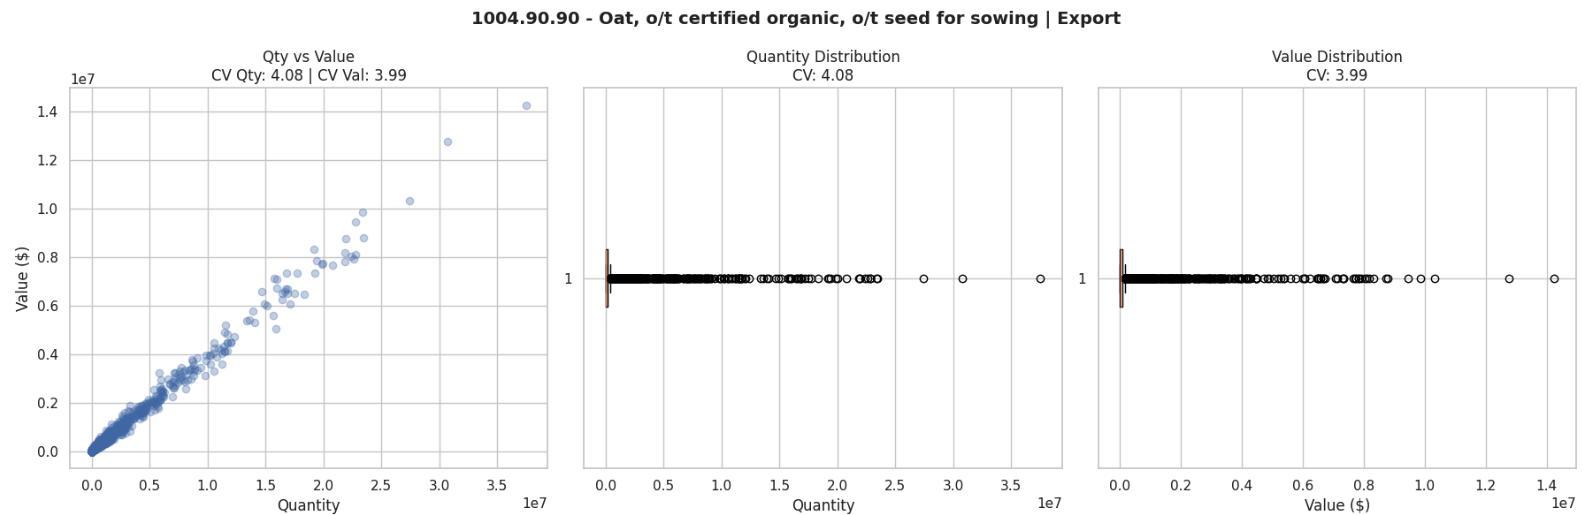 1004.90.90 - Oat, o/t certified organic, o/t seed for sowing | Export
Qty vs Value
CV Qty: 4.08 | CV Val: 3.99
1e7
1.4
1.2
1.0
0.8
0.6
0.4
0.2
0.0
Value ($)
0.0 0.5 1.0 1.5 2.0 2.5 3.0 3.5
1e7
Quantity
Quantity Distribution
CV: 4.08
1
0.0 0.5 1.0 1.5 2.0 2.5 3.0 3.5
1e7
Quantity
Value Distribution
CV: 3.99
1
0.0 0.2 0.4 0.6 0.8 1.0 1.2 1.4
1e7
Value ($)